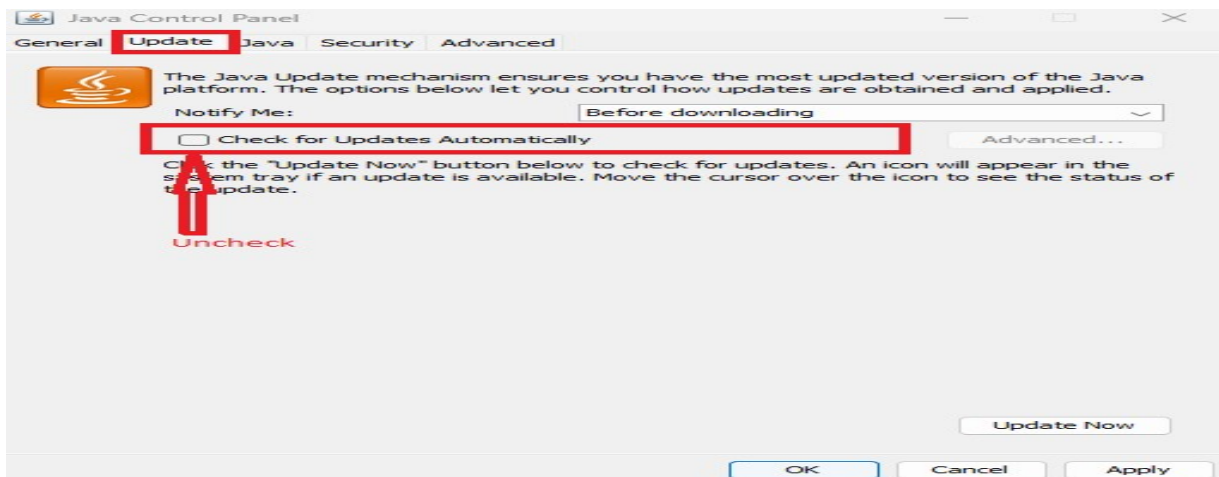 Java Control Panel
General Update Java Security Advanced
The Java Update mechanism ensures you have the most updated version of the Java
platform. The options below let you control how updates are obtained and applied.
Notify Me: Before downloading
Check for Updates Automatically Advanced...
Click the "Update Now" button below to check for updates. An icon will appear in the
system tray if an update is available. Move the cursor over the icon to see the status of
the update.
Uncheck
Update Now
OK Cancel Apply